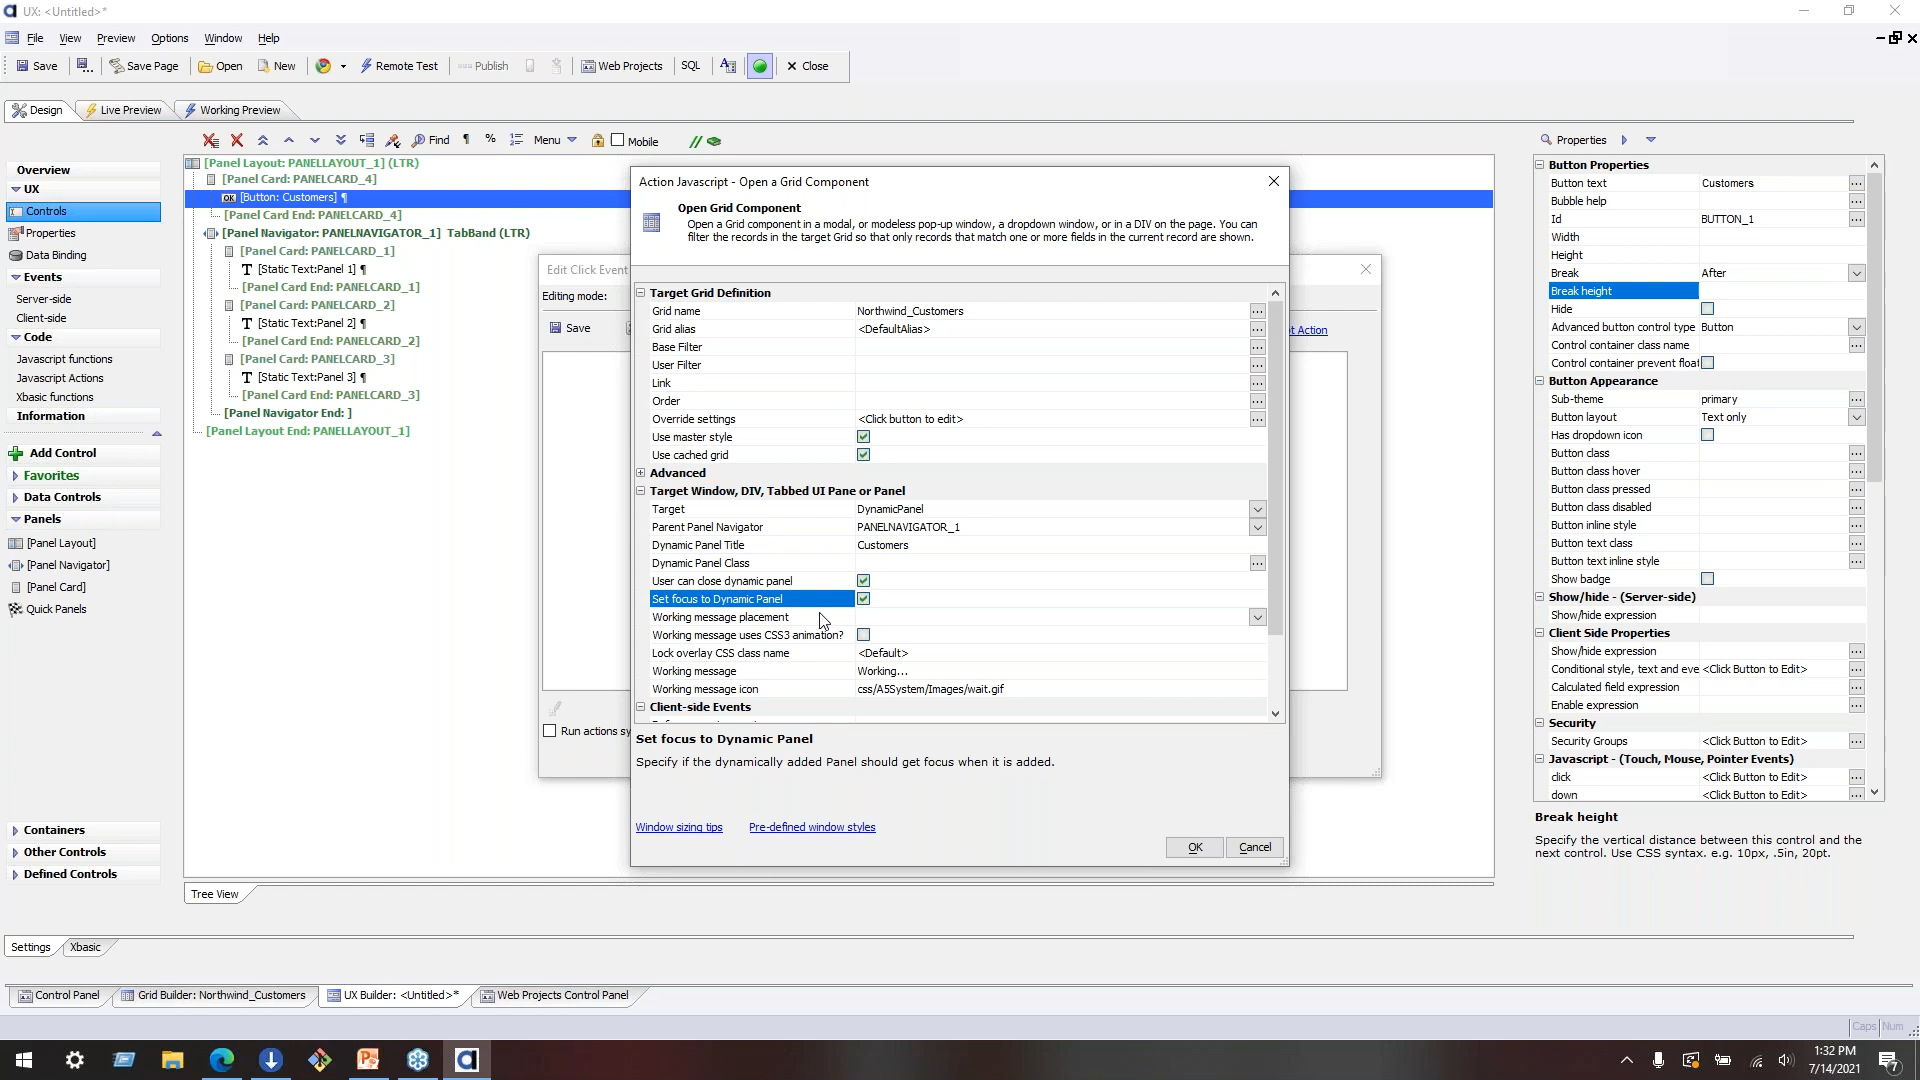 UX: <Untitled>*
File View Preview Options Window Help
Save Save Page Open New Remote Test Publish Web Projects SQL Close
Design Live Preview Working Preview
Find ¶ % Menu Mobile //
Properties
Overview
UX
Controls
Properties
Data Binding
Events
Server-side
Client-side
Code
Javascript functions
Javascript Actions
Xbasic functions
Information
Add Control
Favorites
Data Controls
Panels
[Panel Layout]
[Panel Navigator]
[Panel Card]
Quick Panels
Containers
Other Controls
Defined Controls
[Panel Layout: PANELLAYOUT_1] (LTR)
[Panel Card: PANELCARD_4]
OK [Button: Customers] ¶
[Panel Card End: PANELCARD_4]
[Panel Navigator: PANELNAVIGATOR_1] TabBand (LTR)
[Panel Card: PANELCARD_1]
T [Static Text:Panel 1] ¶
[Panel Card End: PANELCARD_1]
[Panel Card: PANELCARD_2]
T [Static Text:Panel 2] ¶
[Panel Card End: PANELCARD_2]
[Panel Card: PANELCARD_3]
T [Static Text:Panel 3] ¶
[Panel Card End: PANELCARD_3]
[Panel Navigator End: ]
[Panel Layout End: PANELLAYOUT_1]
Edit Click Event
Editing mode:
Save
t Action
Run actions sy
Action Javascript - Open a Grid Component
Open Grid Component
Open a Grid component in a modal, or modeless pop-up window, a dropdown window, or in a DIV on the page. You can
filter the records in the target Grid so that only records that match one or more fields in the current record are shown.
Target Grid Definition
Grid name Northwind_Customers
Grid alias <DefaultAlias>
Base Filter
User Filter
Link
Order
Override settings <Click button to edit>
Use master style
Use cached grid
Advanced
Target Window, DIV, Tabbed UI Pane or Panel
Target DynamicPanel
Parent Panel Navigator PANELNAVIGATOR_1
Dynamic Panel Title Customers
Dynamic Panel Class
User can close dynamic panel
Set focus to Dynamic Panel
Working message placement
Working message uses CSS3 animation?
Lock overlay CSS class name <Default>
Working message Working...
Working message icon css/A5System/Images/wait.gif
Client-side Events
Set focus to Dynamic Panel
Specify if the dynamically added Panel should get focus when it is added.
Window sizing tips Pre-defined window styles
OK Cancel
Button Properties
Button text Customers
Bubble help
Id BUTTON_1
Width
Height
Break After
Break height
Hide
Advanced button control type Button
Control container class name
Control container prevent float
Button Appearance
Sub-theme primary
Button layout Text only
Has dropdown icon
Button class
Button class hover
Button class pressed
Button class disabled
Button inline style
Button text class
Button text inline style
Show badge
Show/hide - (Server-side)
Show/hide expression
Client Side Properties
Show/hide expression
Conditional style, text and eve <Click Button to Edit>
Calculated field expression
Enable expression
Security
Security Groups <Click Button to Edit>
Javascript - (Touch, Mouse, Pointer Events)
click <Click Button to Edit>
down <Click Button to Edit>
Break height
Specify the vertical distance between this control and the
next control. Use CSS syntax. e.g. 10px, .5in, 20pt.
Tree View
Settings Xbasic
Control Panel Grid Builder: Northwind_Customers UX Builder: <Untitled>* Web Projects Control Panel
Caps Num
1:32 PM
7/14/2021
7